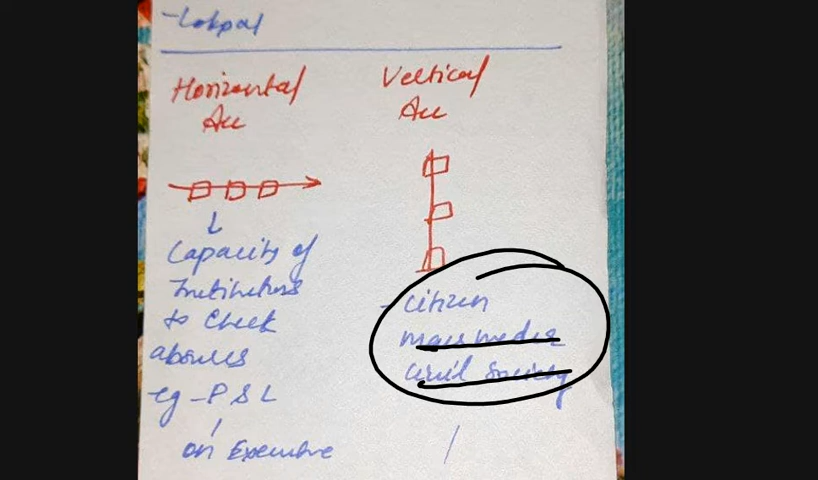 - Lokpal
Horizontal
Acc
Vertical
Acc
Capacity of
Institutions
to Check
abuses
eg - P S L
on Executive
- citizen
mass media
civil society